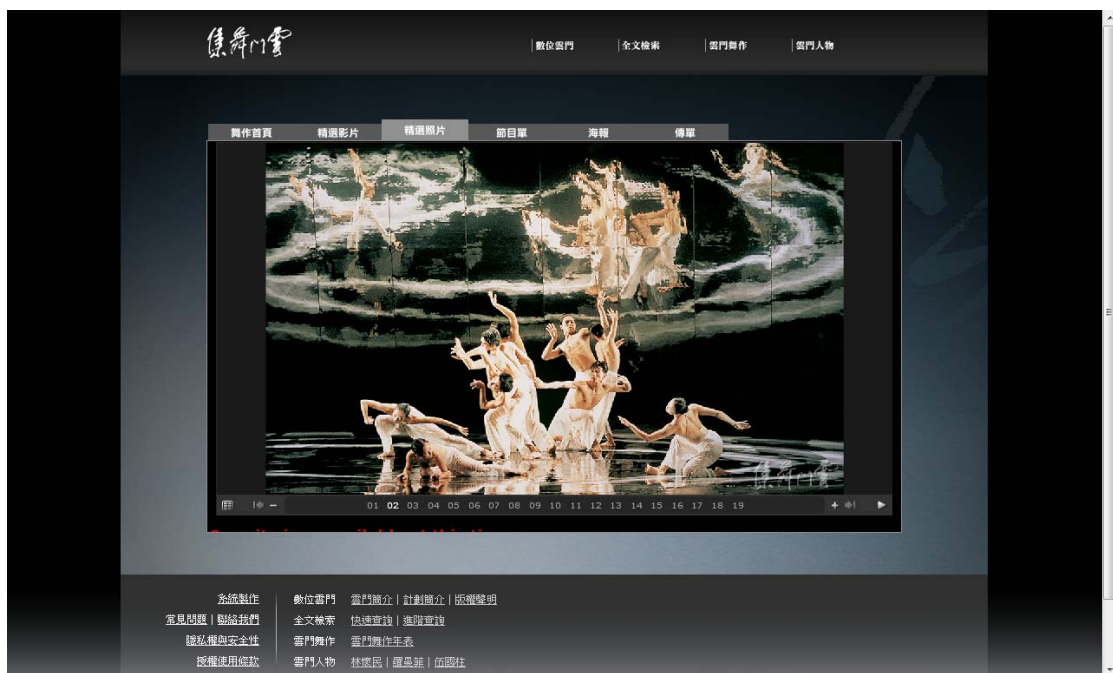 雲門舞集
數位雲門 全文檢索 雲門舞作 雲門人物
舞作首頁 精選影片 精選照片 節目單 海報 傳單
雲門舞集
01 02 03 04 05 06 07 08 09 10 11 12 13 14 15 16 17 18 19
系統製作 數位雲門 雲門簡介 | 計劃簡介 | 版權聲明
常見問題 | 聯絡我們 全文檢索 快速查詢 | 進階查詢
隱私權與安全性 雲門舞作 雲門舞作年表
授權使用條款 雲門人物 林懷民 | 羅曼菲 | 伍國柱